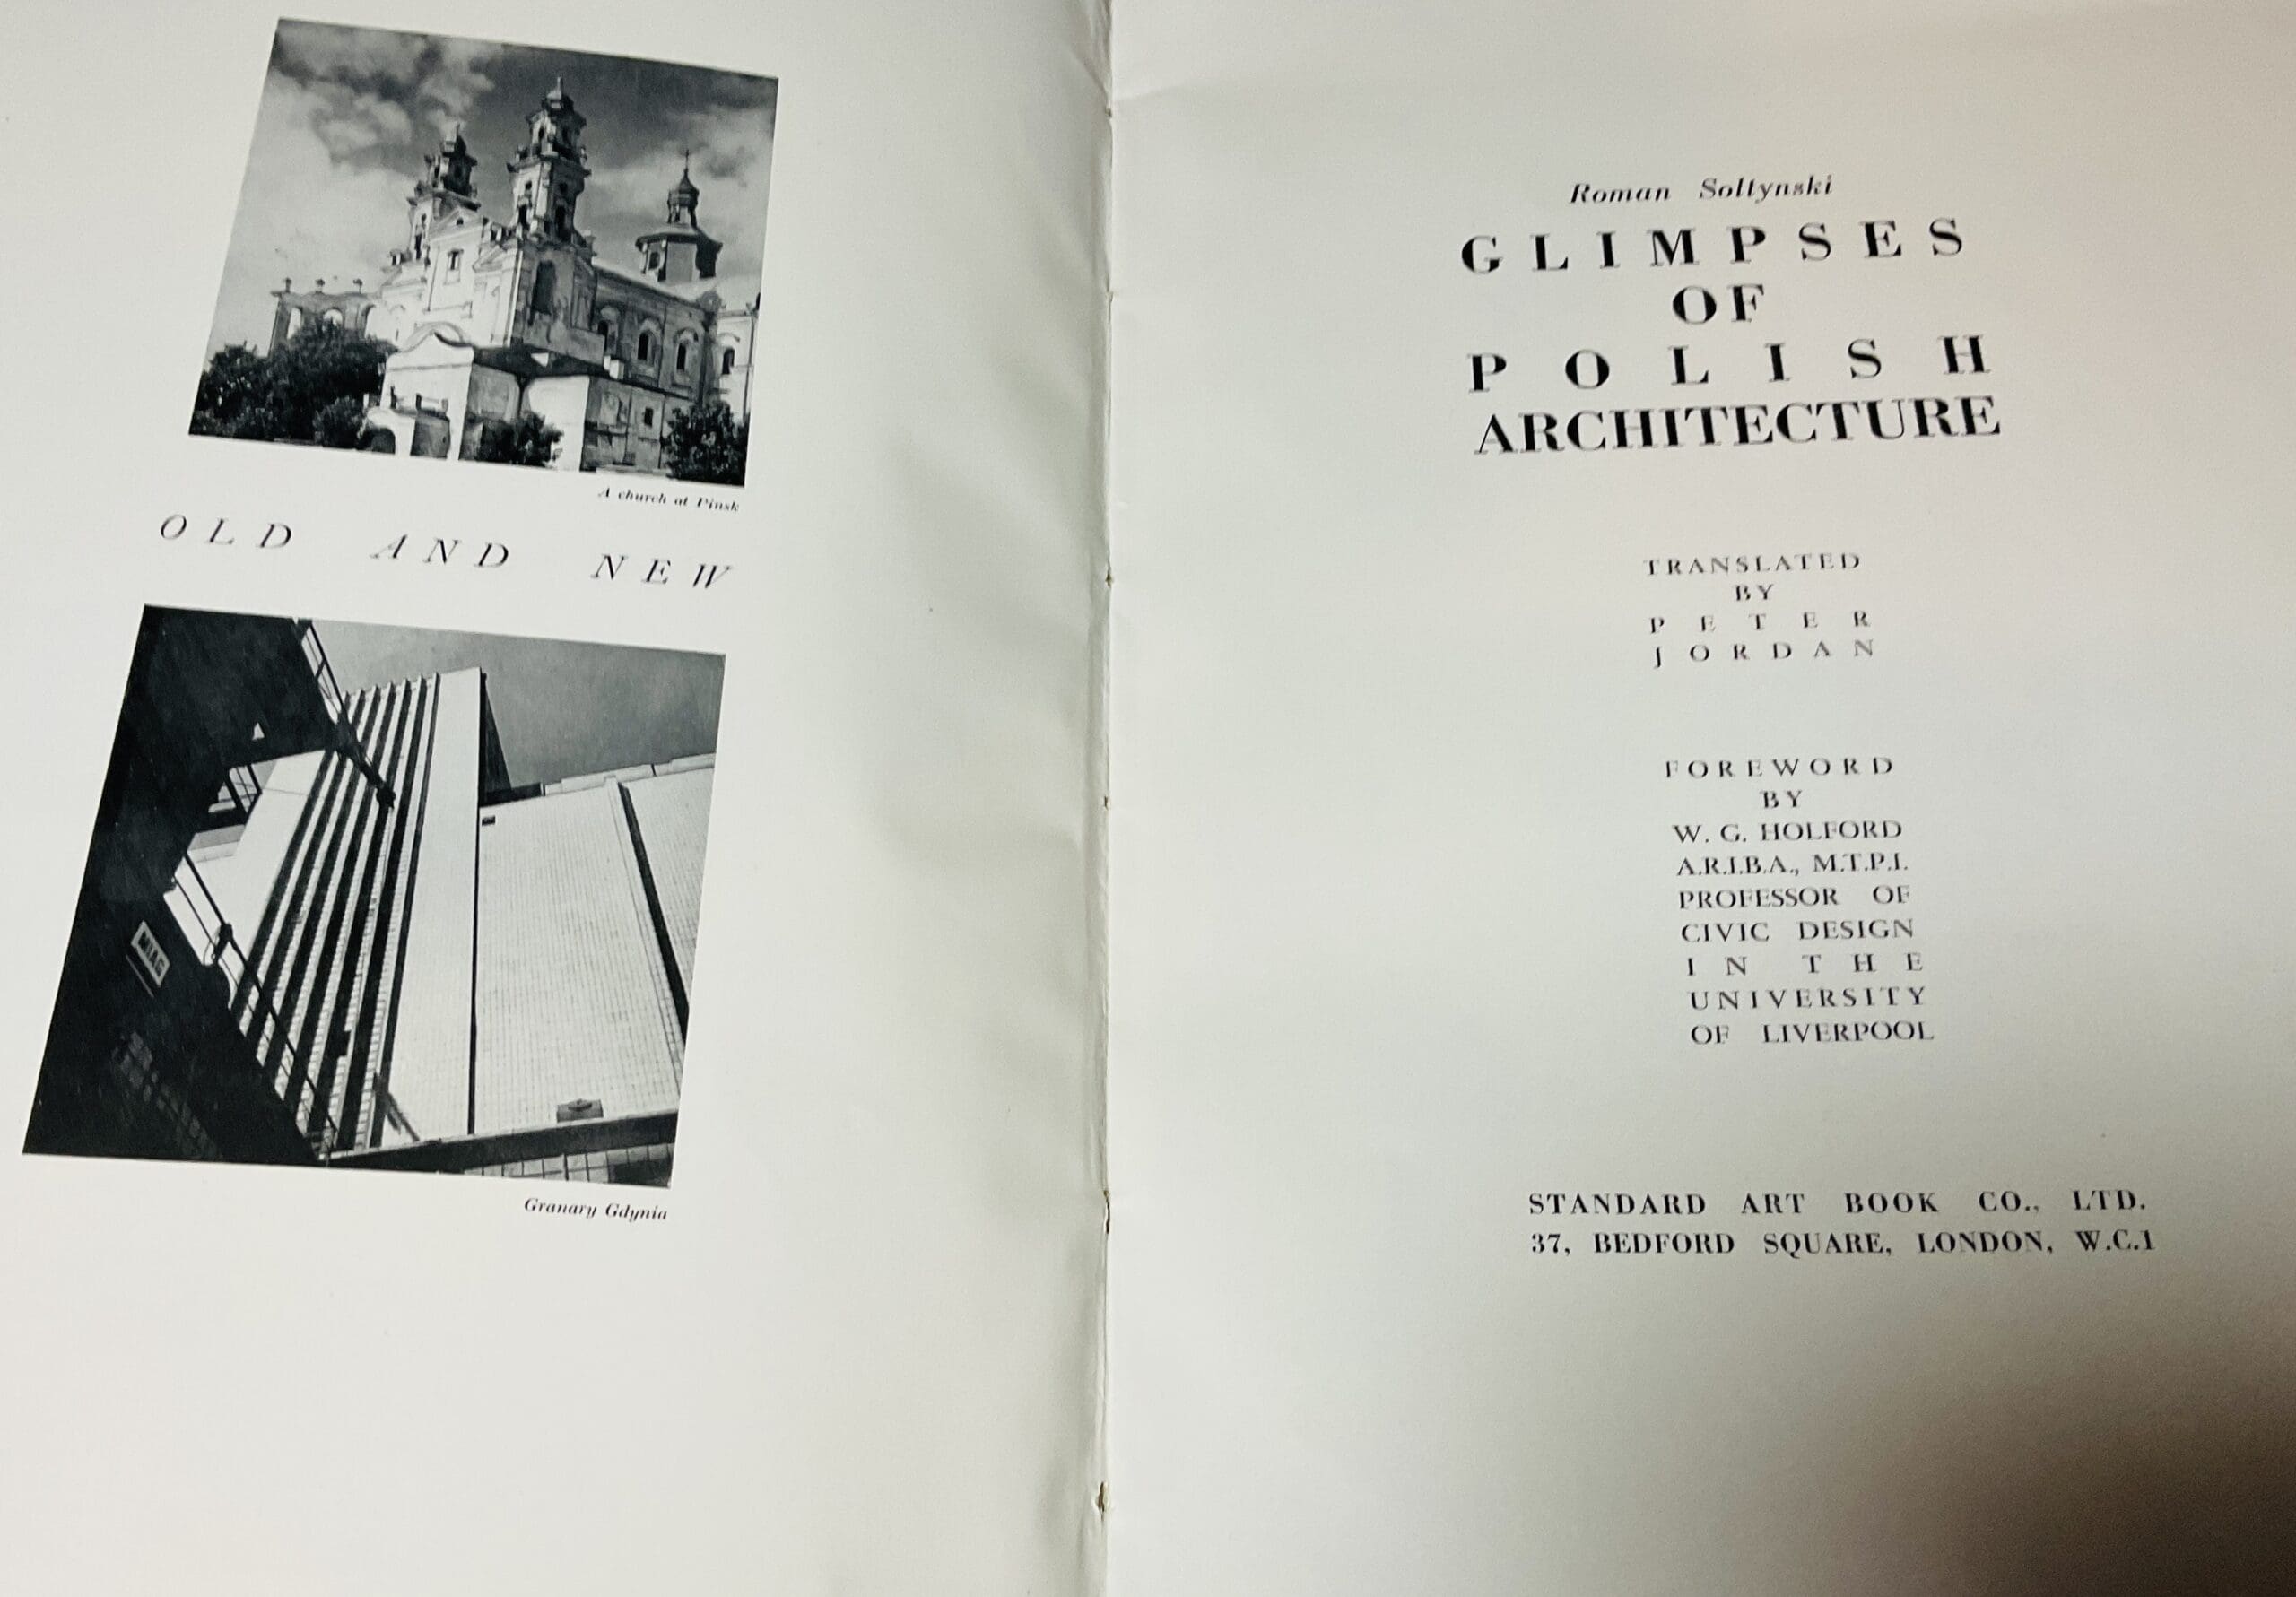 A church at Pinsk
OLD AND NEW
MIAG
Granary Gdynia
Roman Soltynski
GLIMPSES
OF
POLISH
ARCHITECTURE
TRANSLATED
BY
PETER
JORDAN
FOREWORD
BY
W. G. HOLFORD
A.R.I.B.A., M.T.P.I.
PROFESSOR OF
CIVIC DESIGN
IN THE
UNIVERSITY
OF LIVERPOOL
STANDARD ART BOOK CO., LTD.
37, BEDFORD SQUARE, LONDON, W.C.1